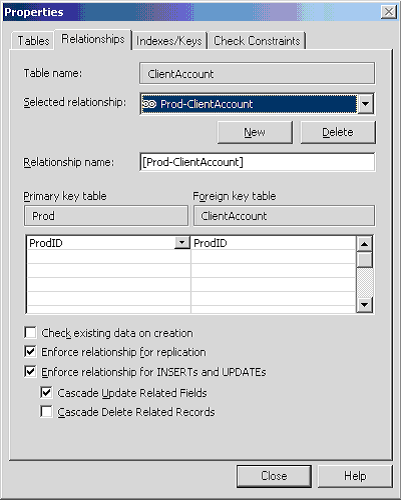 Properties
Tables Relationships Indexes/Keys Check Constraints
Table name: ClientAccount
Selected relationship: Prod-ClientAccount
New Delete
Relationship name: [Prod-ClientAccount]
Primary key table Foreign key table
Prod ClientAccount
ProdID ProdID
Check existing data on creation
Enforce relationship for replication
Enforce relationship for INSERTs and UPDATEs
Cascade Update Related Fields
Cascade Delete Related Records
Close Help